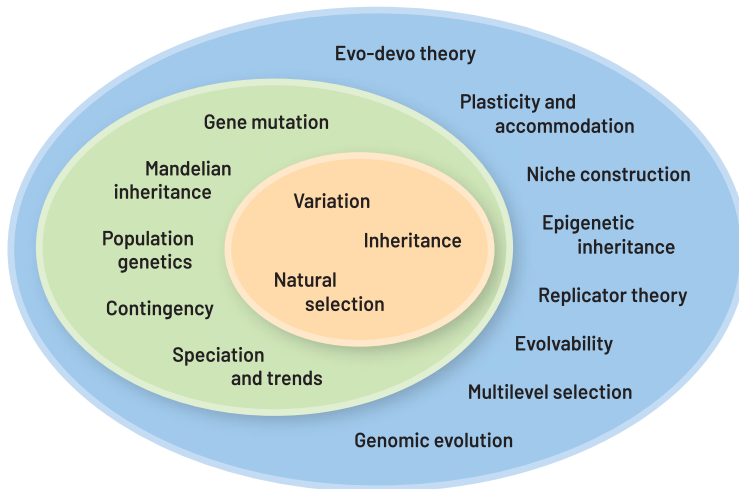 Evo-devo theory
Plasticity and
accommodation
Gene mutation
Mandelian
inheritance
Niche construction
Variation
Epigenetic
inheritance
Population
genetics
Inheritance
Natural
selection
Replicator theory
Contingency
Evolvability
Speciation
and trends
Multilevel selection
Genomic evolution